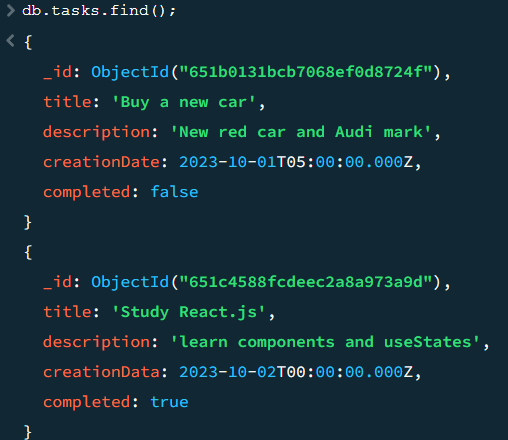 > db.tasks.find();
< {
_id: ObjectId("651b0131bcb7068ef0d8724f"),
title: 'Buy a new car',
description: 'New red car and Audi mark',
creationDate: 2023-10-01T05:00:00.000Z,
completed: false
}
{
_id: ObjectId("651c4588fcdeec2a8a973a9d"),
title: 'Study React.js',
description: 'learn components and useStates',
creationData: 2023-10-02T00:00:00.000Z,
completed: true
}